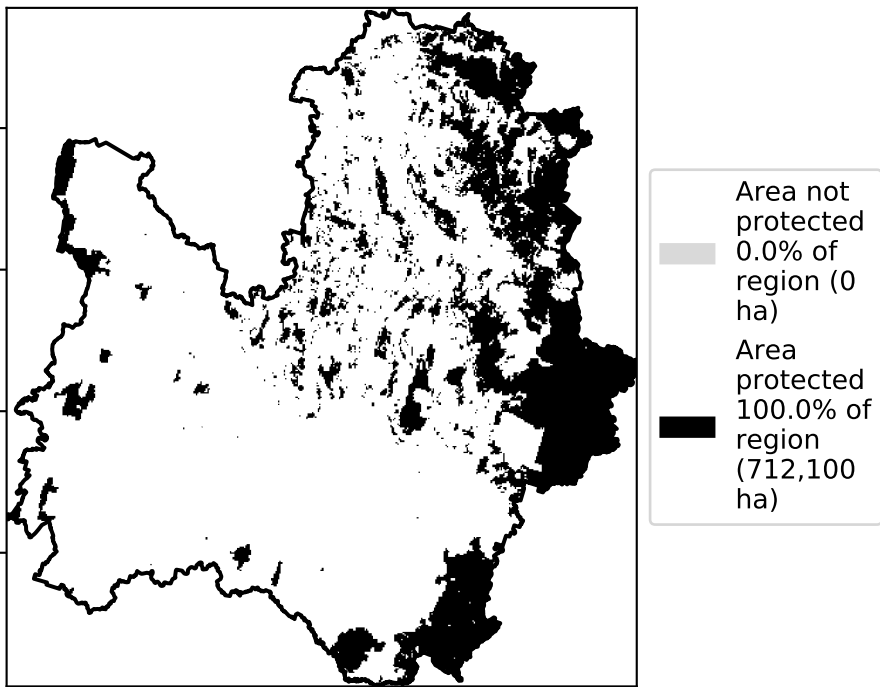 Area not
protected
0.0% of
region (0
ha)
Area
protected
100.0% of
region
(712,100
ha)